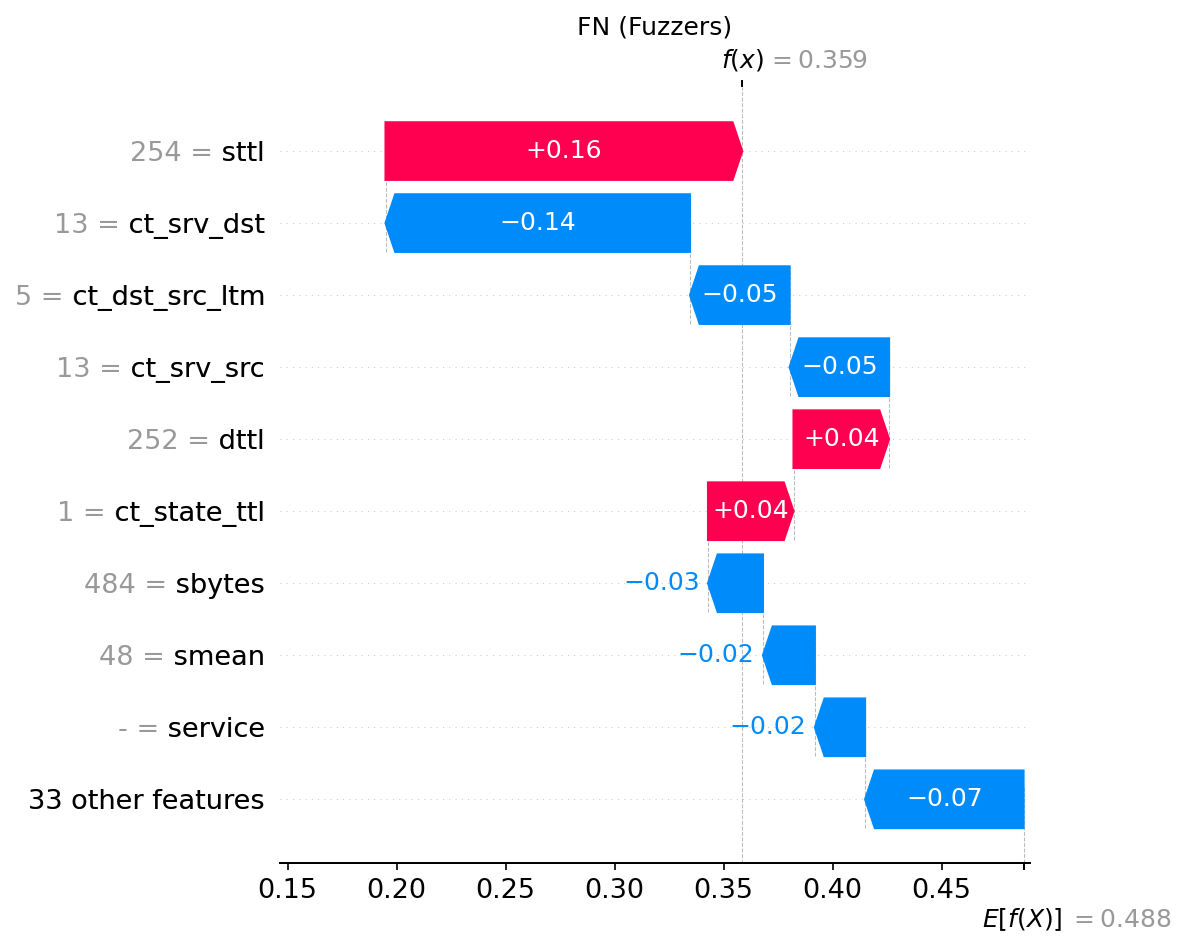 FN (Fuzzers)
f(x) = 0.359
254 = sttl
+0.16
13 = ct_srv_dst
−0.14
5 = ct_dst_src_ltm
−0.05
13 = ct_srv_src
−0.05
252 = dttl
+0.04
1 = ct_state_ttl
+0.04
484 = sbytes
−0.03
48 = smean
−0.02
- = service
−0.02
33 other features
−0.07
0.15 0.20 0.25 0.30 0.35 0.40 0.45
E[f(X)] = 0.488